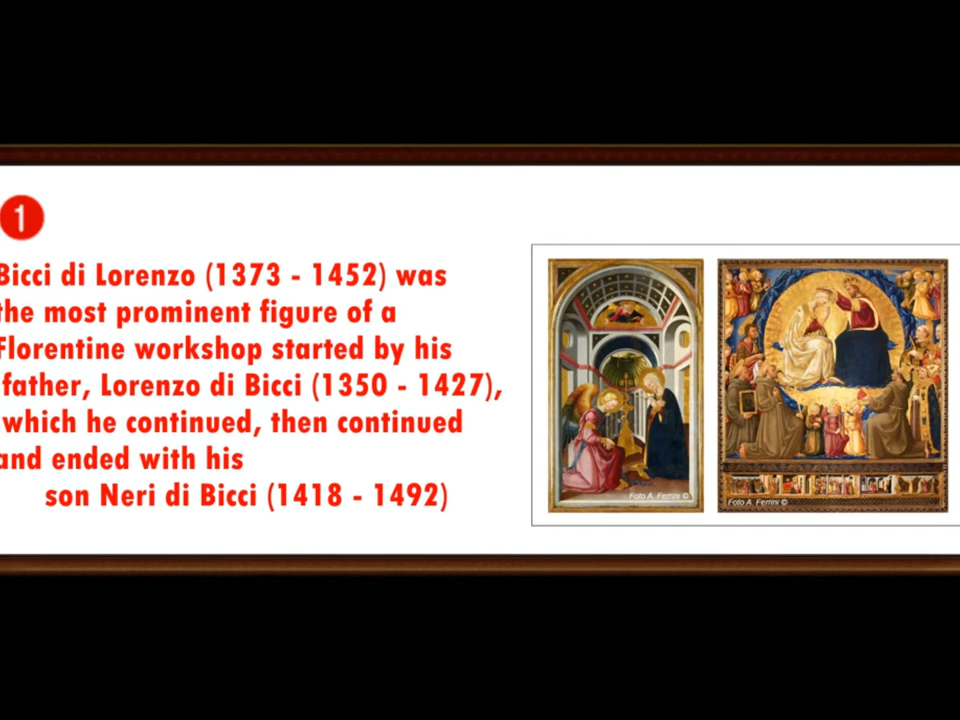 1
Bicci di Lorenzo (1373 - 1452) was
the most prominent figure of a
Florentine workshop started by his
father, Lorenzo di Bicci (1350 - 1427),
which he continued, then continued
and ended with his
son Neri di Bicci (1418 - 1492)
Foto A. Ferrini ©
Foto A. Ferrini ©